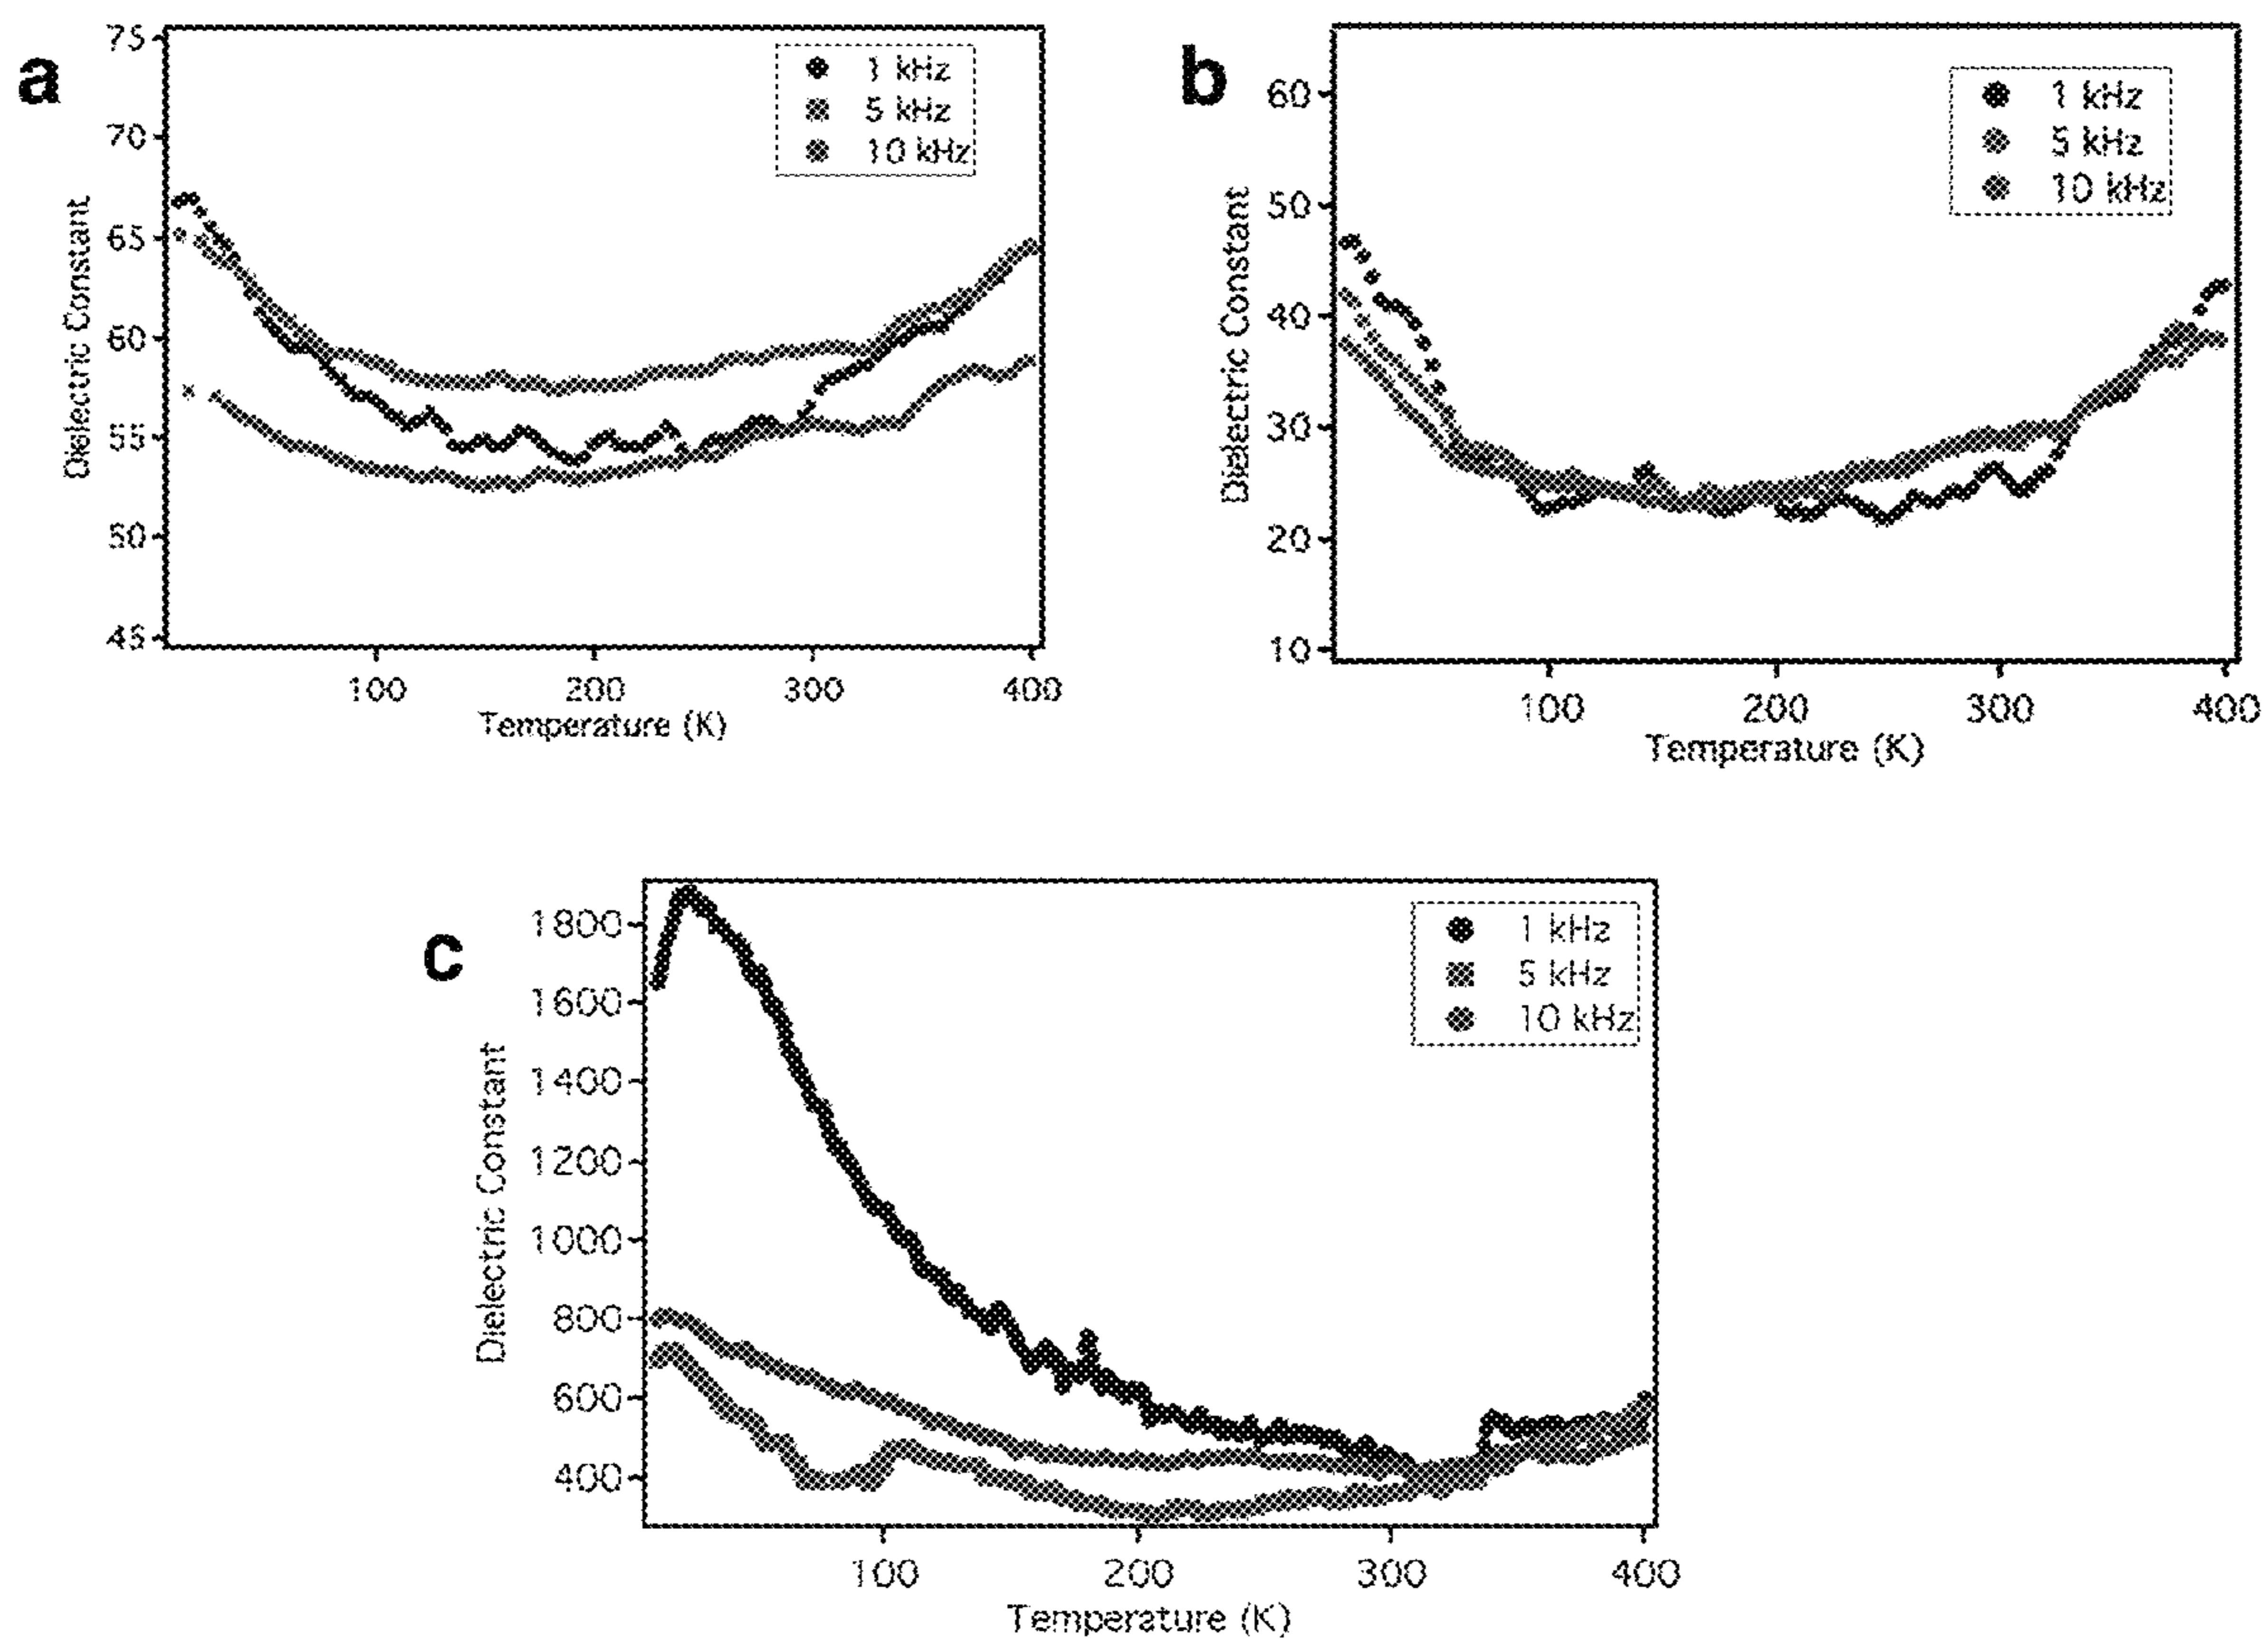 a
75
70
65
60
55
50
45
Dielectric Constant
1 kHz
5 kHz
10 kHz
100 200 300 400
Temperature (K)
b
60
50
40
30
20
10
Dielectric Constant
1 kHz
5 kHz
10 kHz
100 200 300 400
Temperature (K)
c
1800
1600
1400
1200
1000
800
600
400
Dielectric Constant
1 kHz
5 kHz
10 kHz
100 200 300 400
Temperature (K)